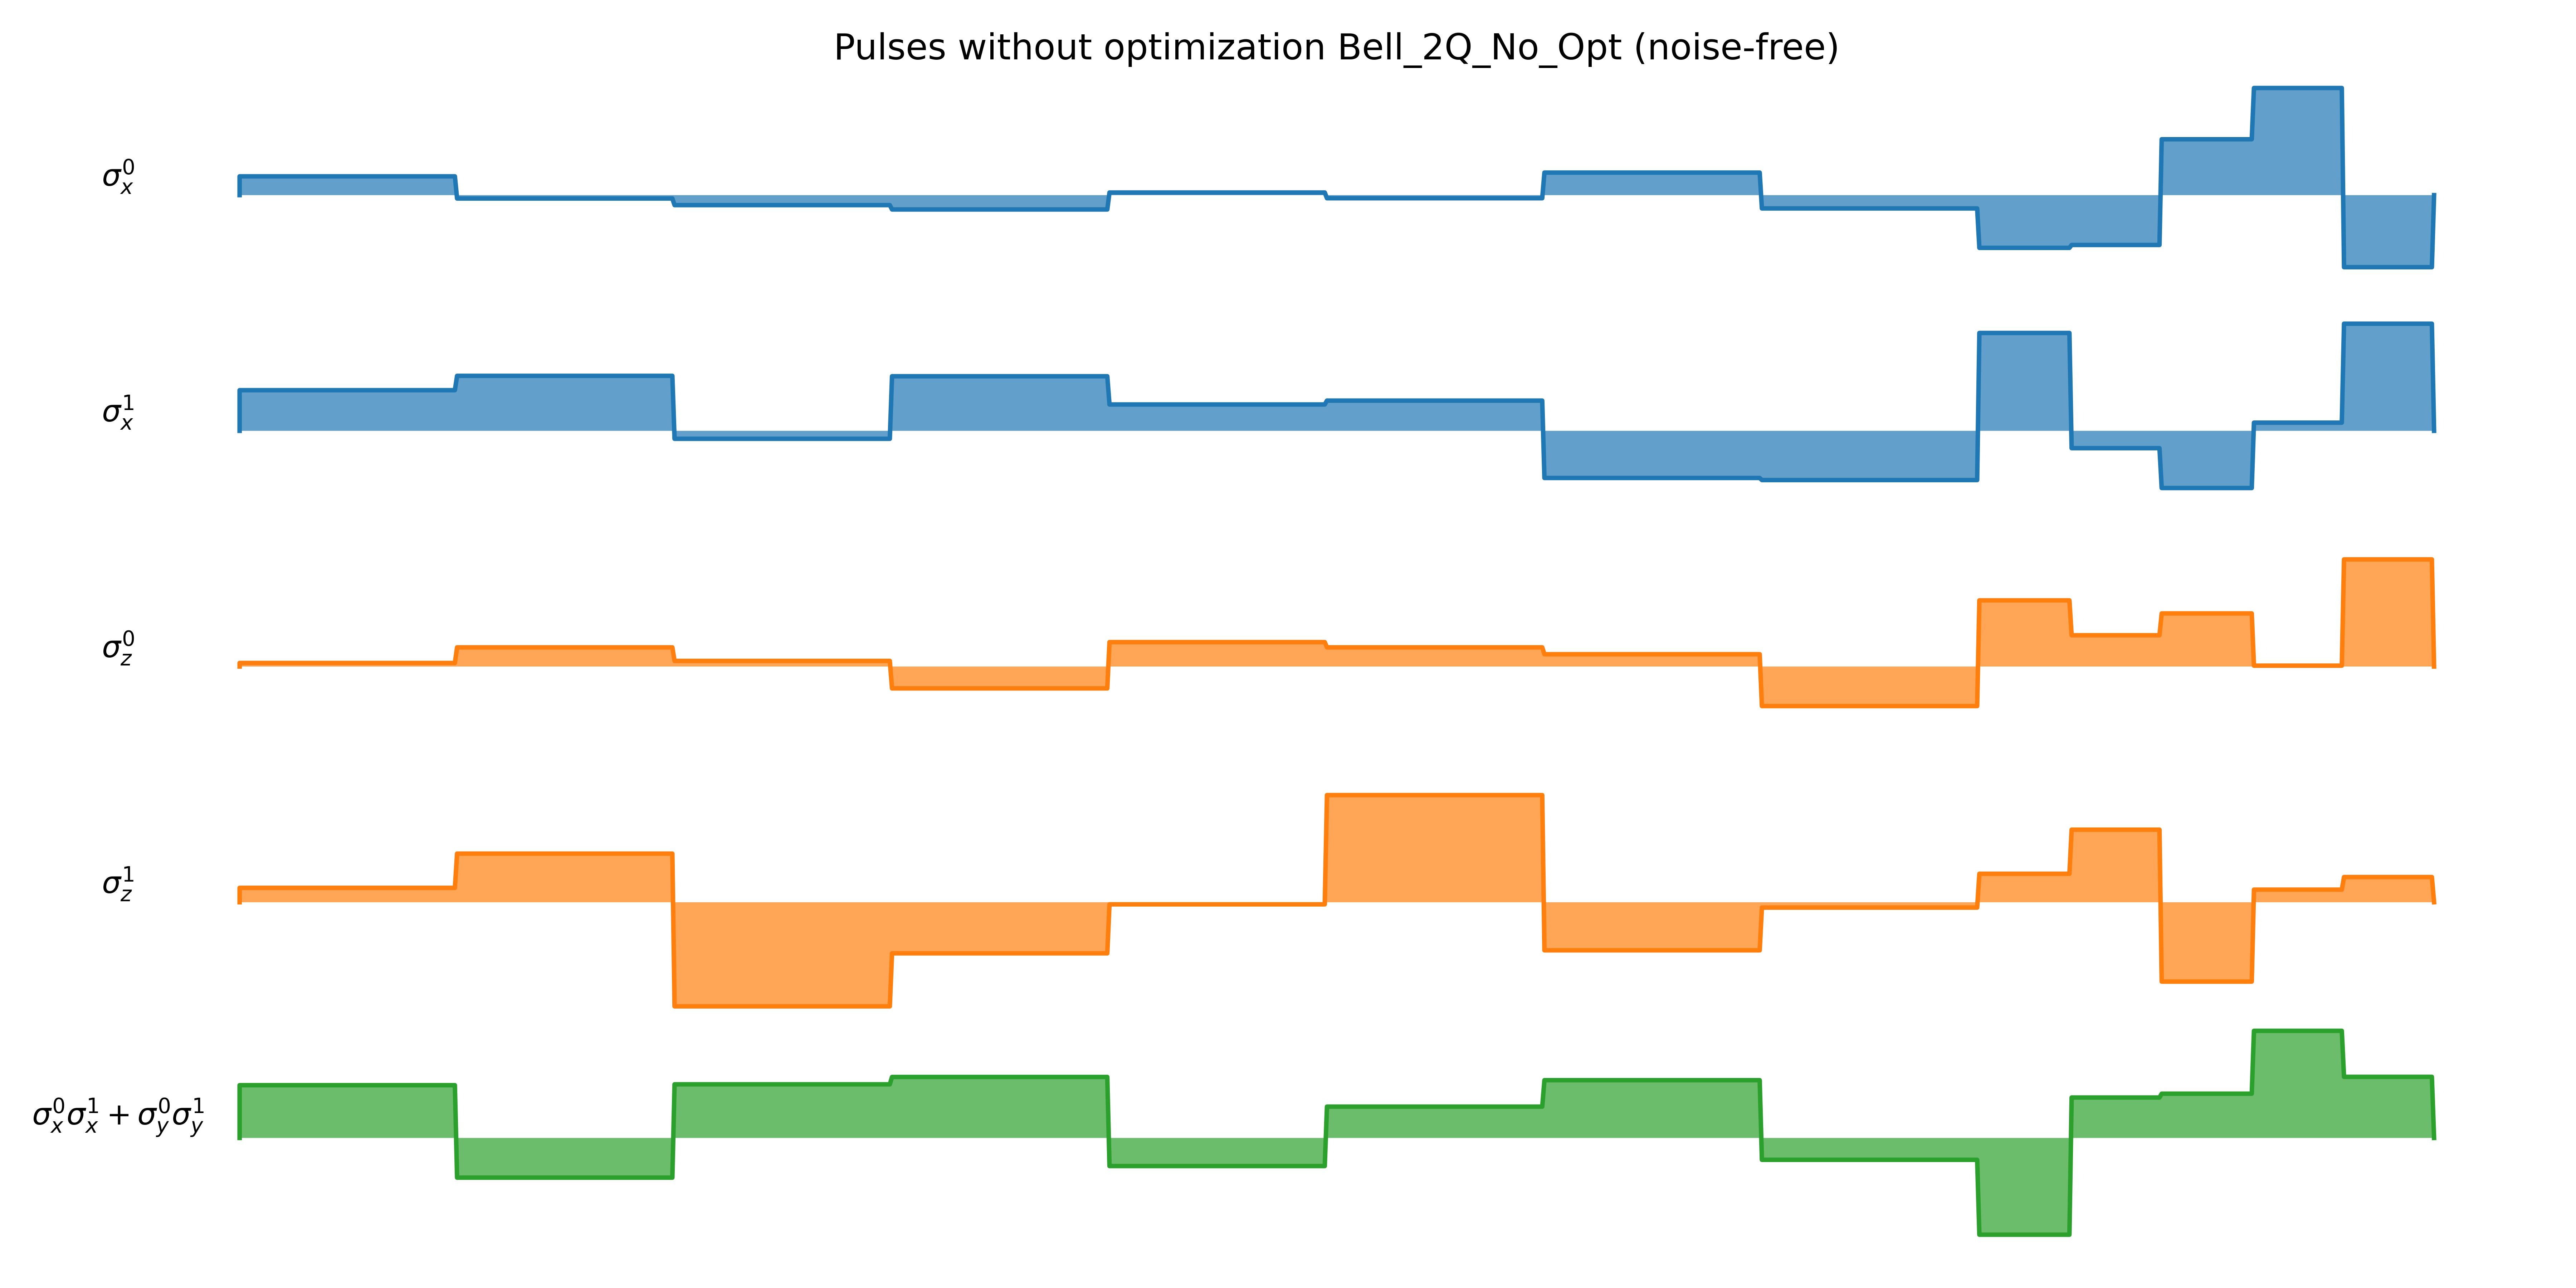 Pulses without optimization Bell_2Q_No_Opt (noise-free)
σ_x^0
σ_x^1
σ_z^0
σ_z^1
σ_x^0σ_x^1 + σ_y^0σ_y^1